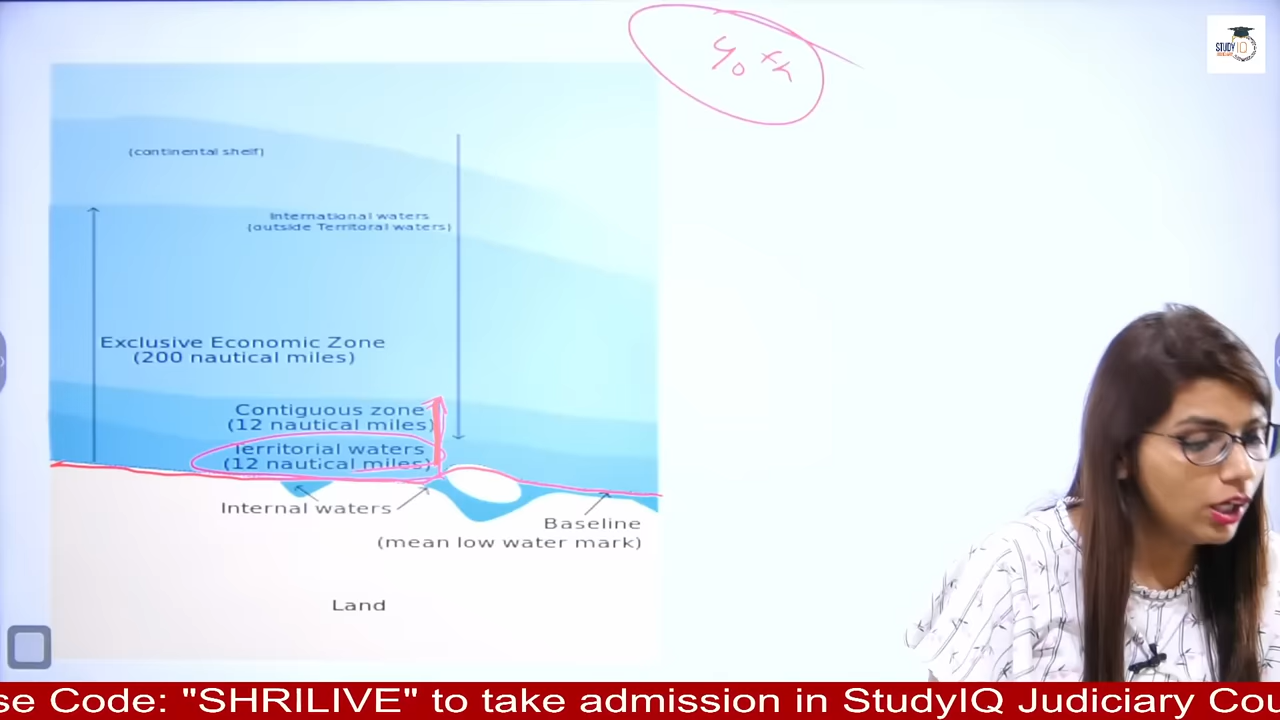 40th
STUDY IQ
(continental shelf)
International waters
(outside Territoral waters)
Exclusive Economic Zone
(200 nautical miles)
Contiguous zone
(12 nautical miles)
Territorial waters
(12 nautical miles)
Internal waters
Baseline
(mean low water mark)
Land
se Code: "SHRILIVE" to take admission in StudyIQ Judiciary Cou